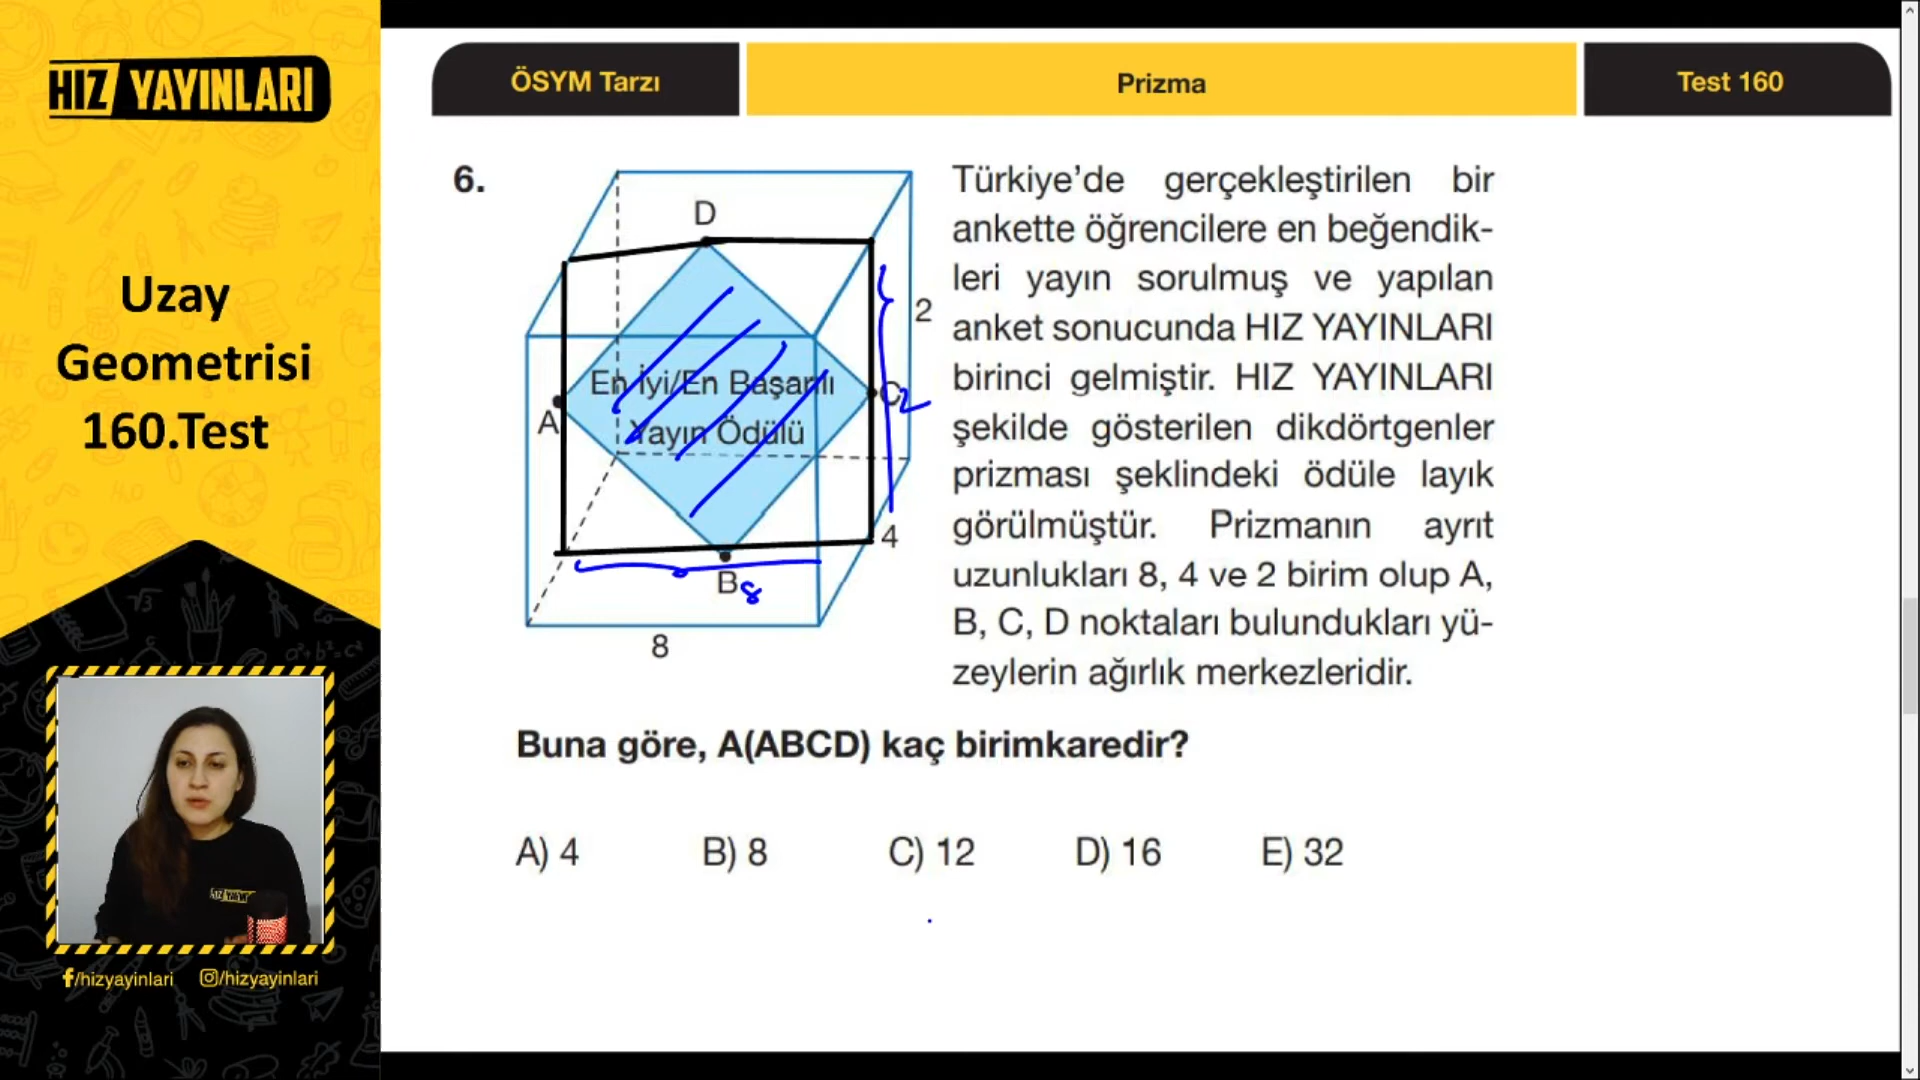 HIZ YAYINLARI
Uzay
Geometrisi
160.Test
f/hizyayinlari /hizyayinlari
ÖSYM Tarzı
Prizma
Test 160
6.
D
2
En İyi/En Başarılı
Yayın Ödülü
A
C
2
4
B
8
8
Türkiye’de gerçekleştirilen bir
ankette öğrencilere en beğendik-
leri yayın sorulmuş ve yapılan
anket sonucunda HIZ YAYINLARI
birinci gelmiştir. HIZ YAYINLARI
şekilde gösterilen dikdörtgenler
prizması şeklindeki ödüle layık
görülmüştür. Prizmanın ayrıt
uzunlukları 8, 4 ve 2 birim olup A,
B, C, D noktaları bulundukları yü-
zeylerin ağırlık merkezleridir.
Buna göre, A(ABCD) kaç birimkaredir?
A) 4 B) 8 C) 12 D) 16 E) 32